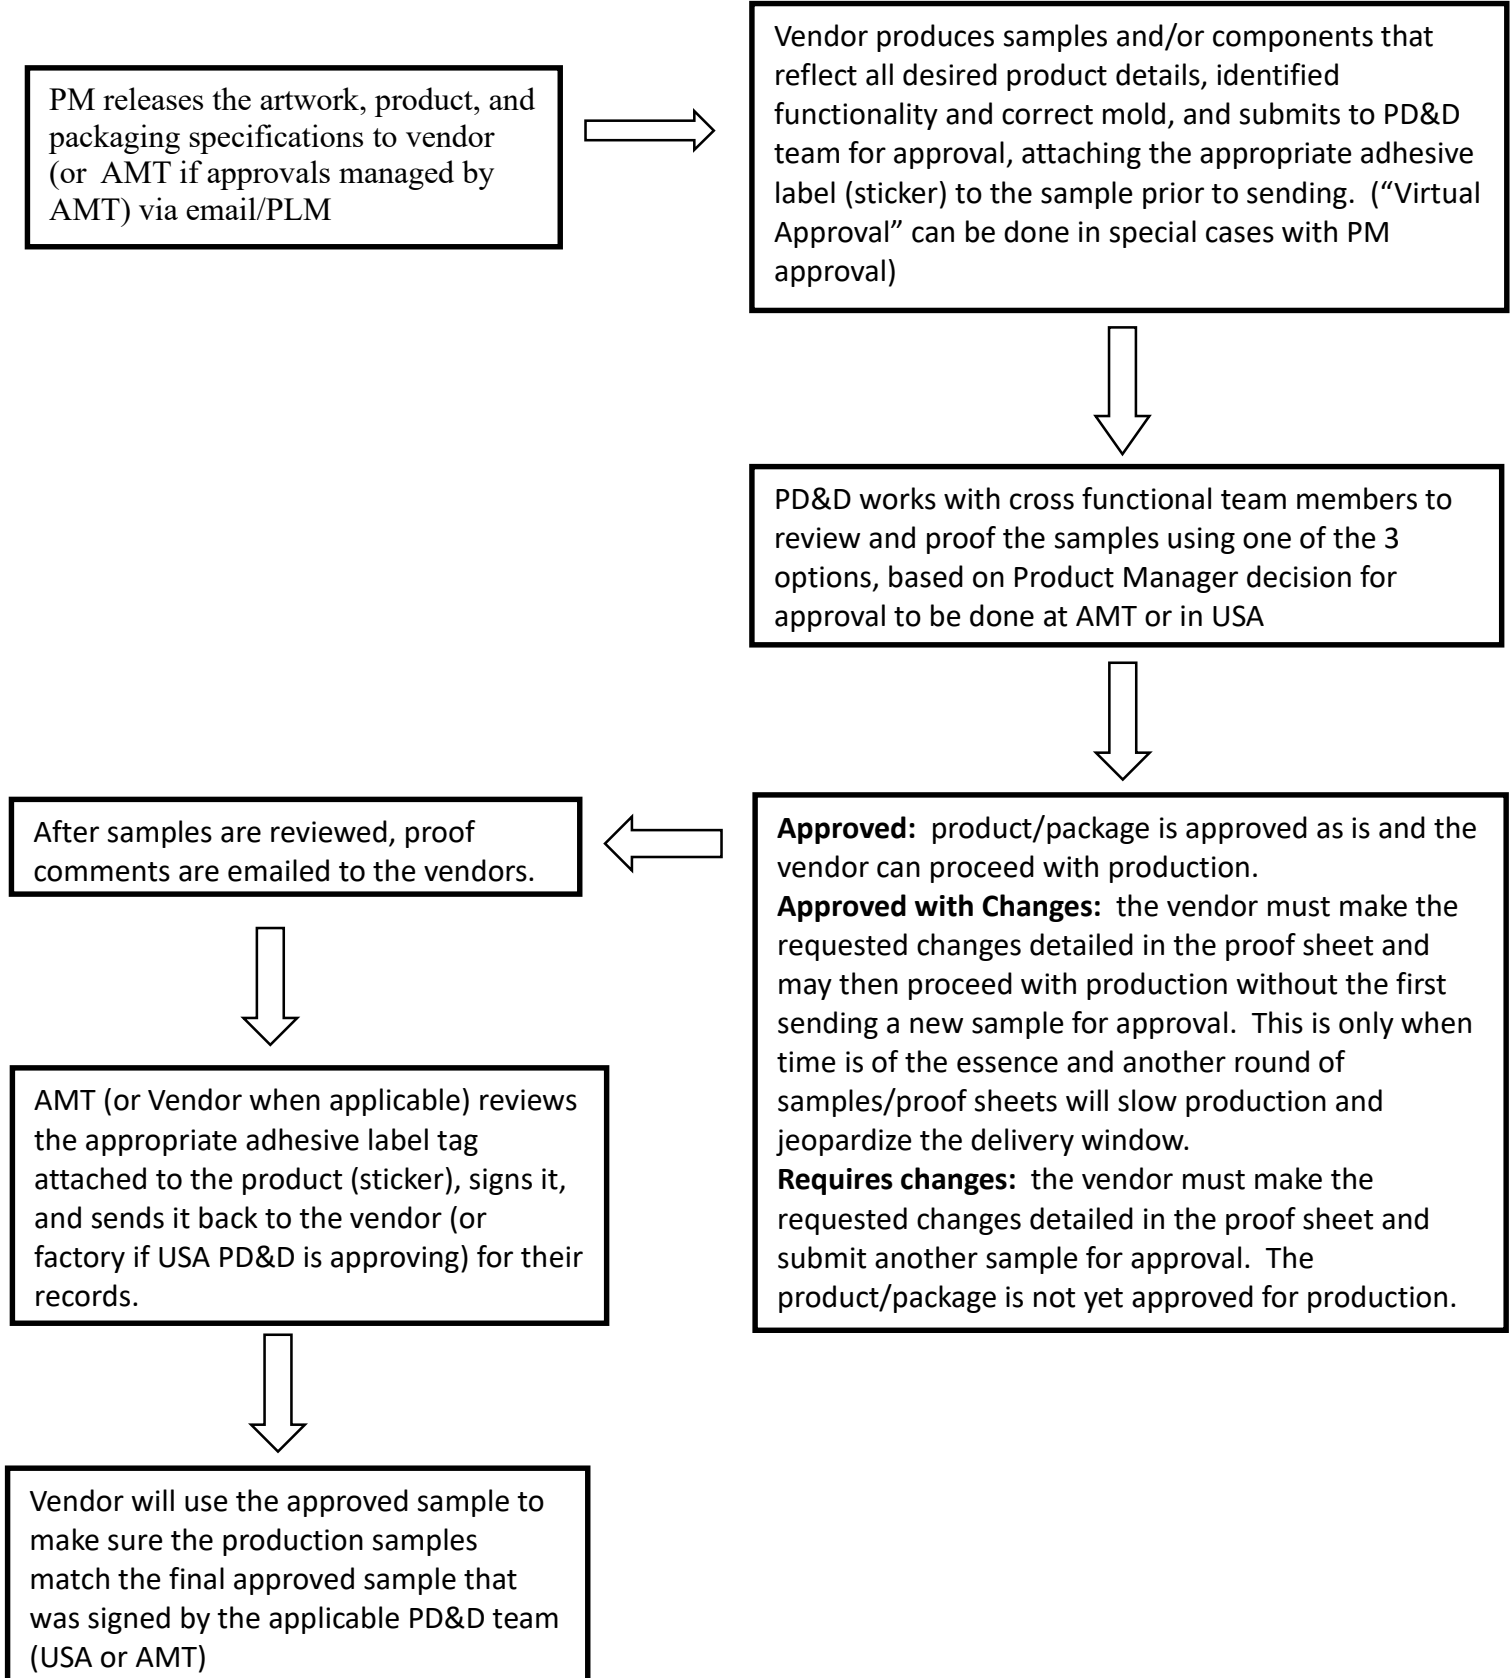 PM releases the artwork, product, and
packaging specifications to vendor
(or  AMT if approvals managed by
AMT) via email/PLM
Vendor produces samples and/or components that
reflect all desired product details, identified
functionality and correct mold, and submits to PD&D
team for approval, attaching the appropriate adhesive
label (sticker) to the sample prior to sending.  (“Virtual
Approval” can be done in special cases with PM
approval)
PD&D works with cross functional team members to
review and proof the samples using one of the 3
options, based on Product Manager decision for
approval to be done at AMT or in USA
Approved:  product/package is approved as is and the
vendor can proceed with production.
Approved with Changes:  the vendor must make the
requested changes detailed in the proof sheet and
may then proceed with production without the first
sending a new sample for approval.  This is only when
time is of the essence and another round of
samples/proof sheets will slow production and
jeopardize the delivery window.
Requires changes:  the vendor must make the
requested changes detailed in the proof sheet and
submit another sample for approval.  The
product/package is not yet approved for production.
After samples are reviewed, proof
comments are emailed to the vendors.
AMT (or Vendor when applicable) reviews
the appropriate adhesive label tag
attached to the product (sticker), signs it,
and sends it back to the vendor (or
factory if USA PD&D is approving) for their
records.
Vendor will use the approved sample to
make sure the production samples
match the final approved sample that
was signed by the applicable PD&D team
(USA or AMT)